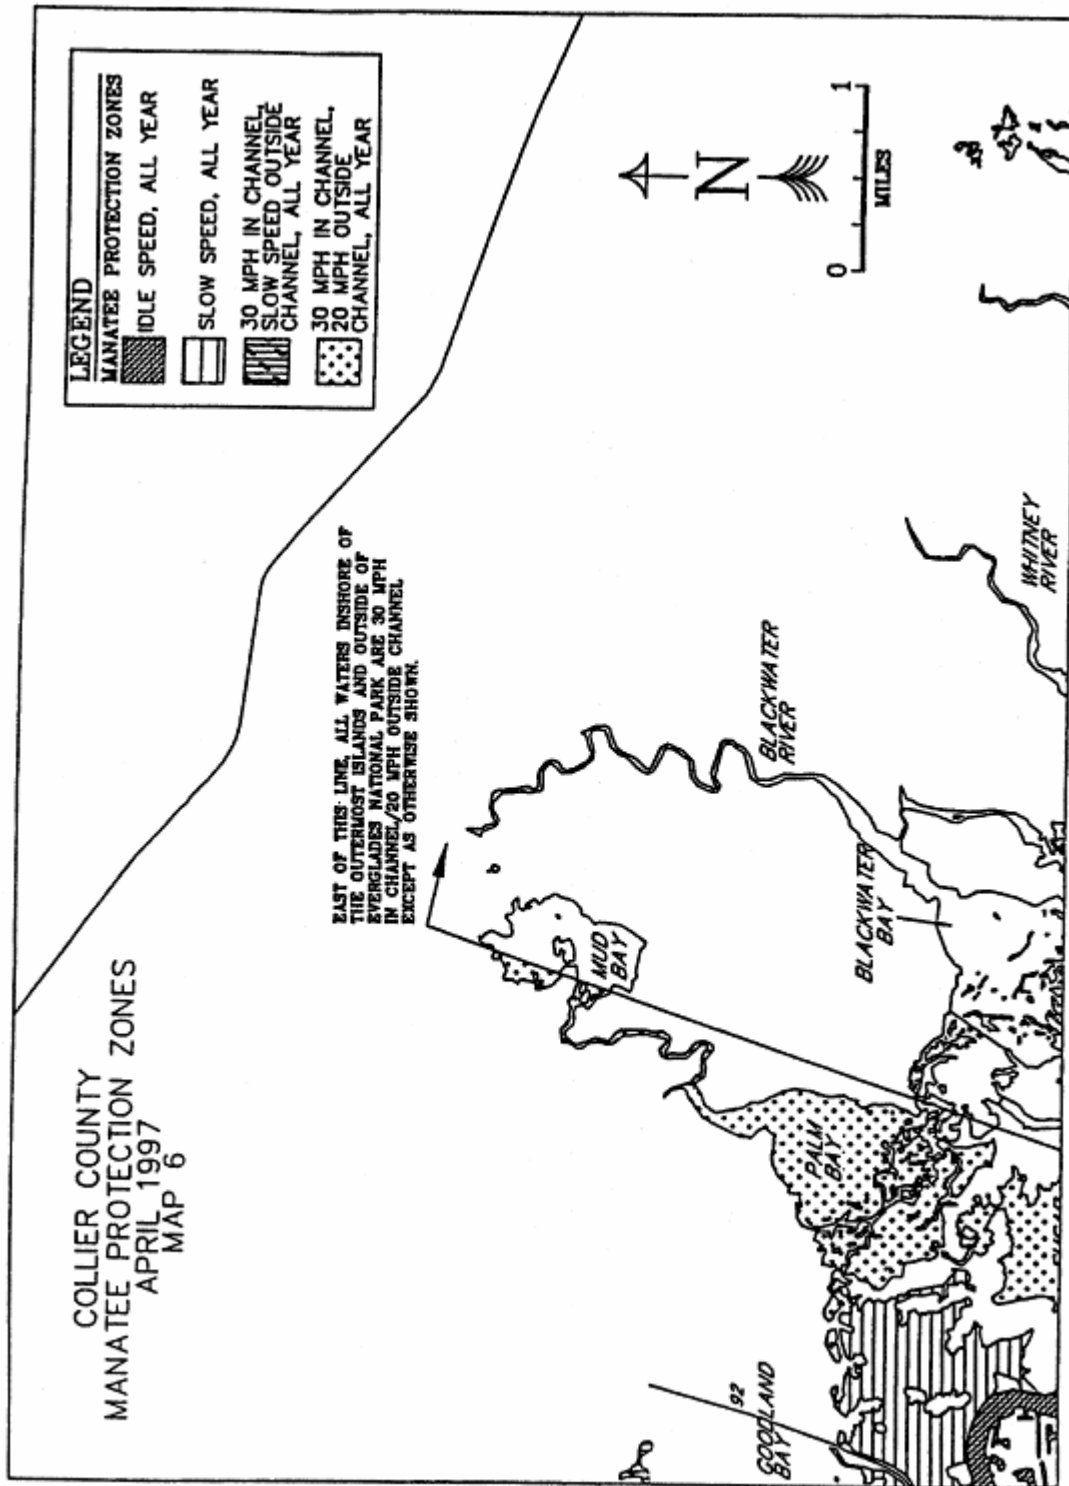 COLLIER COUNTY
MANATEE PROTECTION ZONES
APRIL 1997
MAP 6
LEGEND
MANATEE PROTECTION ZONES
IDLE SPEED, ALL YEAR
SLOW SPEED, ALL YEAR
30 MPH IN CHANNEL,
SLOW SPEED OUTSIDE
CHANNEL, ALL YEAR
30 MPH IN CHANNEL,
20 MPH OUTSIDE
CHANNEL, ALL YEAR
EAST OF THIS LINE, ALL WATERS INSHORE OF
THE OUTERMOST ISLANDS AND OUTSIDE OF
EVERGLADES NATIONAL PARK ARE 30 MPH
IN CHANNEL/20 MPH OUTSIDE CHANNEL
EXCEPT AS OTHERWISE SHOWN.
N
0
1
MILES
MUD
BAY
BLACKWATER
RIVER
WHITNEY
RIVER
BLACKWATER
BAY
PALM
BAY
92
GOODLAND
BAY